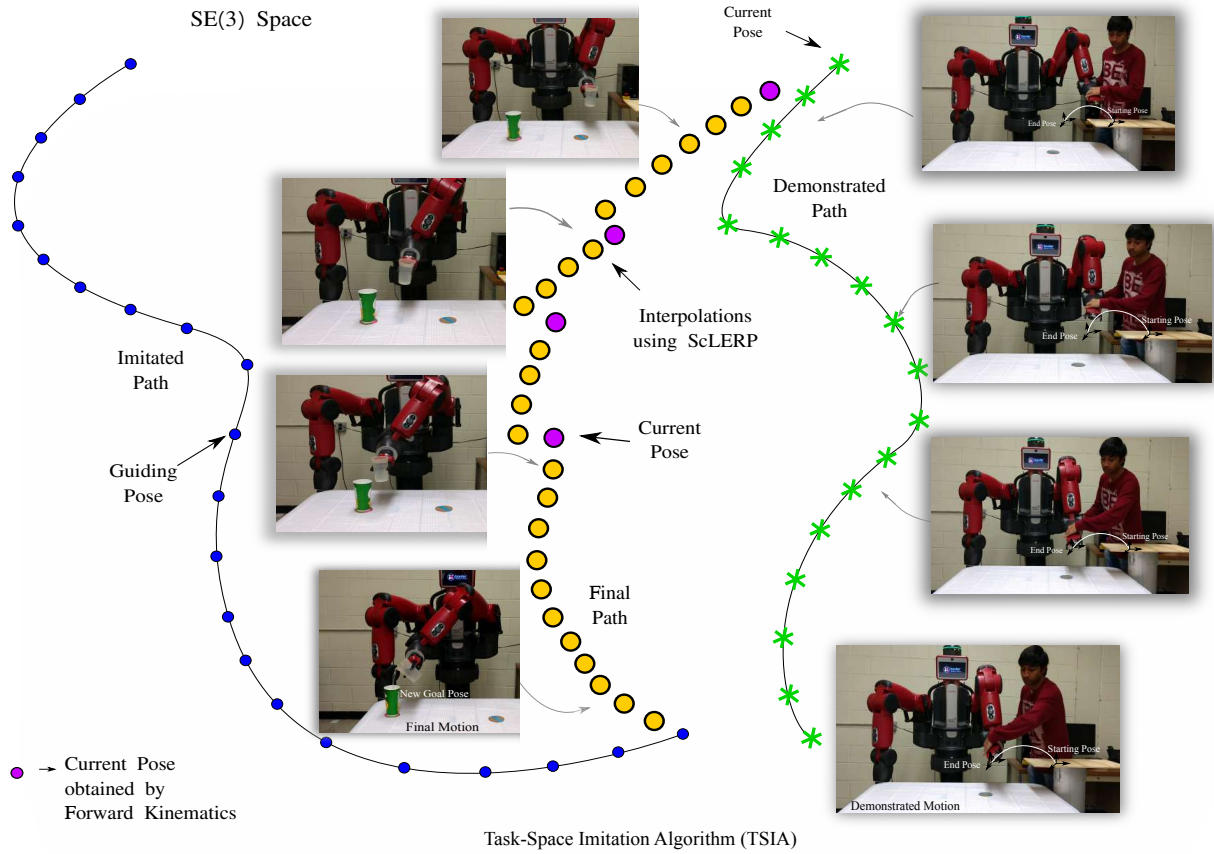 SE(3) Space
Current
Pose
End Pose
Starting Pose
Demonstrated
Path
Interpolations
using ScLERP
End Pose
Starting Pose
Imitated
Path
Current
Pose
Guiding
Pose
End Pose
Starting Pose
Final
Path
New Goal Pose
Final Motion
End Pose
Starting Pose
Demonstrated Motion
Current Pose
obtained by
Forward Kinematics
Task-Space Imitation Algorithm (TSIA)